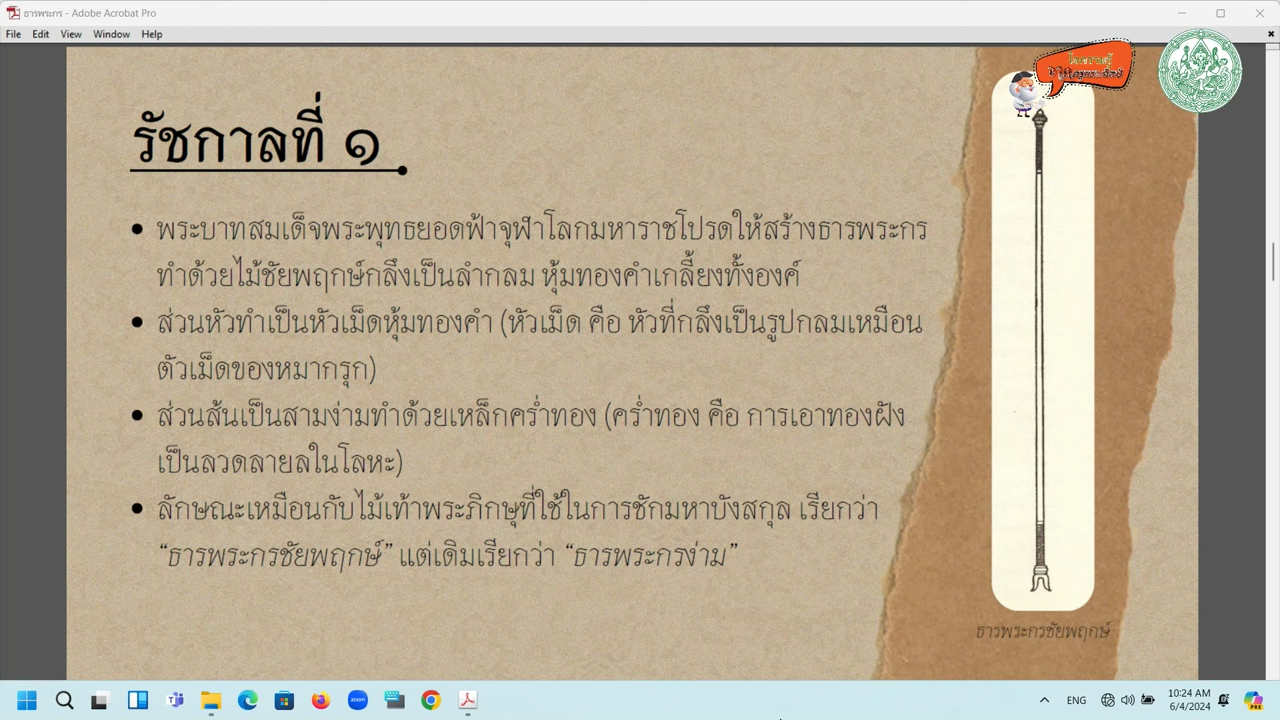 ธารพระกร - Adobe Acrobat Pro
File Edit View Window Help
รัชกาลที่ ๑
• พระบาทสมเด็จพระพุทธยอดฟ้าจุฬาโลกมหาราชโปรดให้สร้างธารพระกร
ทำด้วยไม้ชัยพฤกษ์กลึงเป็นลำกลม หุ้มทองคำเกลี้ยงทั้งองค์
• ส่วนหัวทำเป็นหัวเม็ดหุ้มทองคำ (หัวเม็ด คือ หัวที่กลึงเป็นรูปกลมเหมือน
ตัวเม็ดของหมากรุก)
• ส่วนส้นเป็นสามง่ามทำด้วยเหล็กคร่ำทอง (คร่ำทอง คือ การเอาทองฝัง
เป็นลวดลายลในโลหะ)
• ลักษณะเหมือนกับไม้เท้าพระภิกษุที่ใช้ในการชักมหาบังสกุล เรียกว่า
“ธารพระกรชัยพฤกษ์” แต่เดิมเรียกว่า “ธารพระกรง่าม”
ธารพระกรชัยพฤกษ์
zoom
ENG
10:24 AM
6/4/2024
PRE